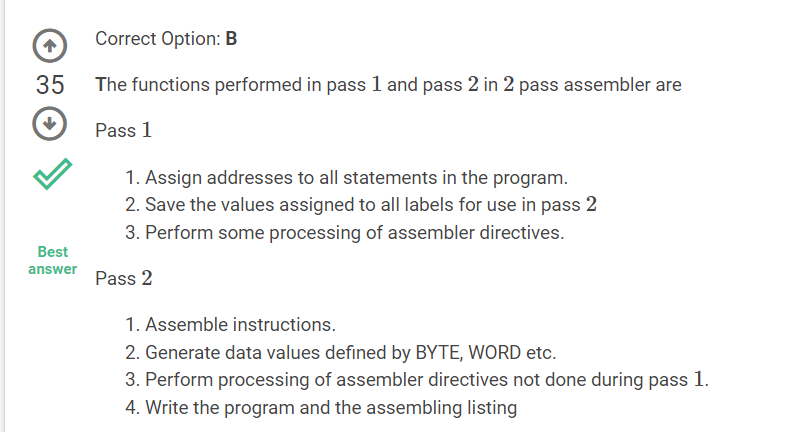 Correct Option: B
35
The functions performed in pass 1 and pass 2 in 2 pass assembler are
Pass 1
1. Assign addresses to all statements in the program.
2. Save the values assigned to all labels for use in pass 2
3. Perform some processing of assembler directives.
Best
answer
Pass 2
1. Assemble instructions.
2. Generate data values defined by BYTE, WORD etc.
3. Perform processing of assembler directives not done during pass 1.
4. Write the program and the assembling listing